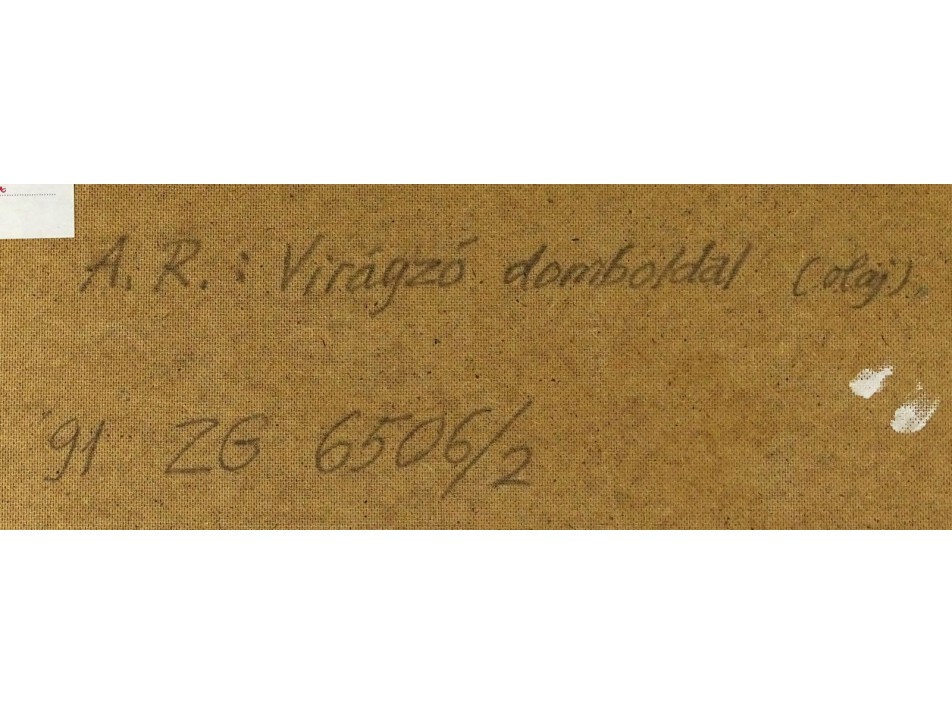 A.R.: Virágzó domboldal (olaj).
91 ZG 6506/2